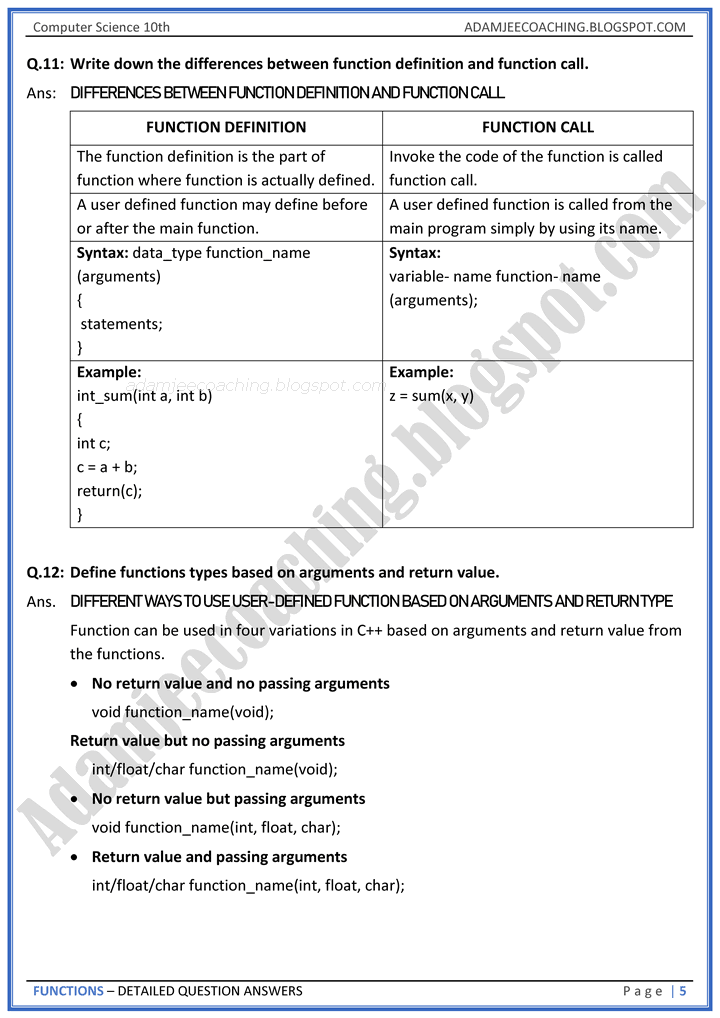 Computer Science 10th ADAMJEECOACHING.BLOGSPOT.COM
Q.11: Write down the differences between function definition and function call.
Ans: DIFFERENCES BETWEEN FUNCTION DEFINITION AND FUNCTION CALL
FUNCTION DEFINITION
FUNCTION CALL
The function definition is the part of
function where function is actually defined.
Invoke the code of the function is called
function call.
A user defined function may define before
or after the main function.
A user defined function is called from the
main program simply by using its name.
Syntax: data_type function_name
(arguments)
{
statements;
}
Syntax:
variable- name function- name
(arguments);
Example:
int_sum(int a, int b)
{
int c;
c = a + b;
return(c);
}
Example:
z = sum(x, y)
adamjeecoaching.blogspot.com
Adamjeecoaching.blogspot.com
Q.12: Define functions types based on arguments and return value.
Ans. DIFFERENT WAYS TO USE USER-DEFINED FUNCTION BASED ON ARGUMENTS AND RETURN TYPE
Function can be used in four variations in C++ based on arguments and return value from
the functions.
• No return value and no passing arguments
void function_name(void);
Return value but no passing arguments
int/float/char function_name(void);
• No return value but passing arguments
void function_name(int, float, char);
• Return value and passing arguments
int/float/char function_name(int, float, char);
FUNCTIONS – DETAILED QUESTION ANSWERS Page | 5